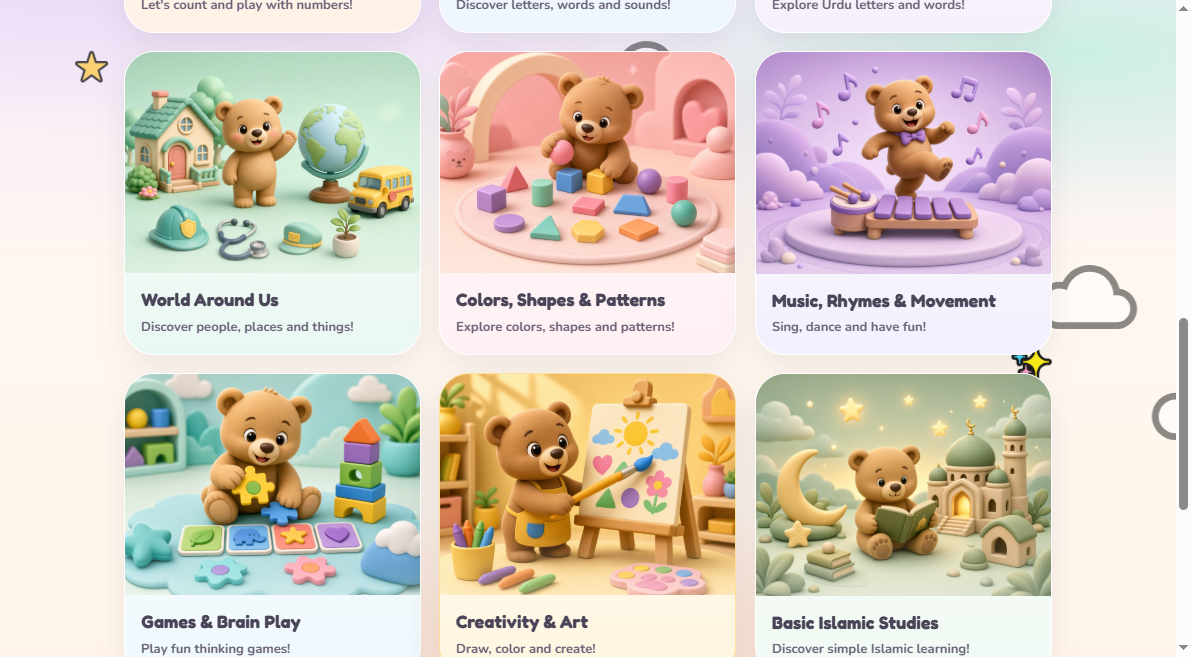 Let's count and play with numbers!
Discover letters, words and sounds!
Explore Urdu letters and words!
World Around Us
Discover people, places and things!
Colors, Shapes & Patterns
Explore colors, shapes and patterns!
Music, Rhymes & Movement
Sing, dance and have fun!
Games & Brain Play
Play fun thinking games!
Creativity & Art
Draw, color and create!
Basic Islamic Studies
Discover simple Islamic learning!